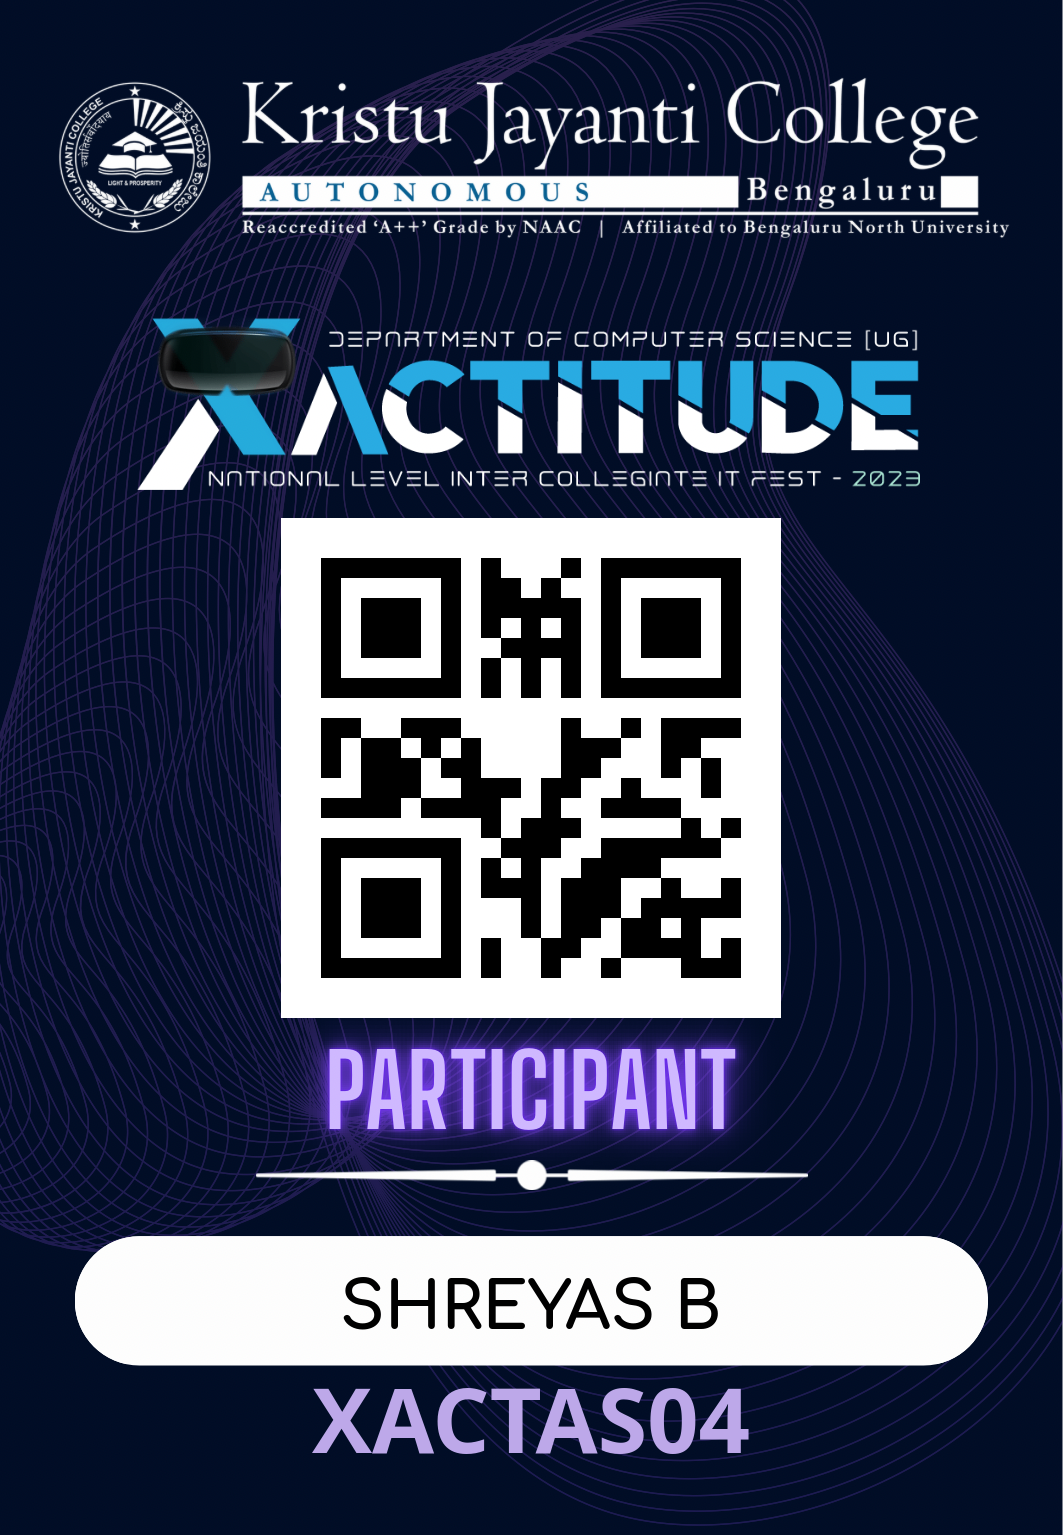 KRISTU JAYANTI COLLEGE
ಕ್ರಿಸ್ತು ಜಯಂತಿ ಕಾಲೇಜು
LIGHT & PROSPERITY
Kristu Jayanti College
AUTONOMOUS Bengaluru
Reaccredited ‘A++’ Grade by NAAC | Affiliated to Bengaluru North University
DEPARTMENT OF COMPUTER SCIENCE [UG]
XACTITUDE
NATIONAL LEVEL INTER COLLEGIATE IT FEST - 2023
PARTICIPANT
SHREYAS B
XACTAS04